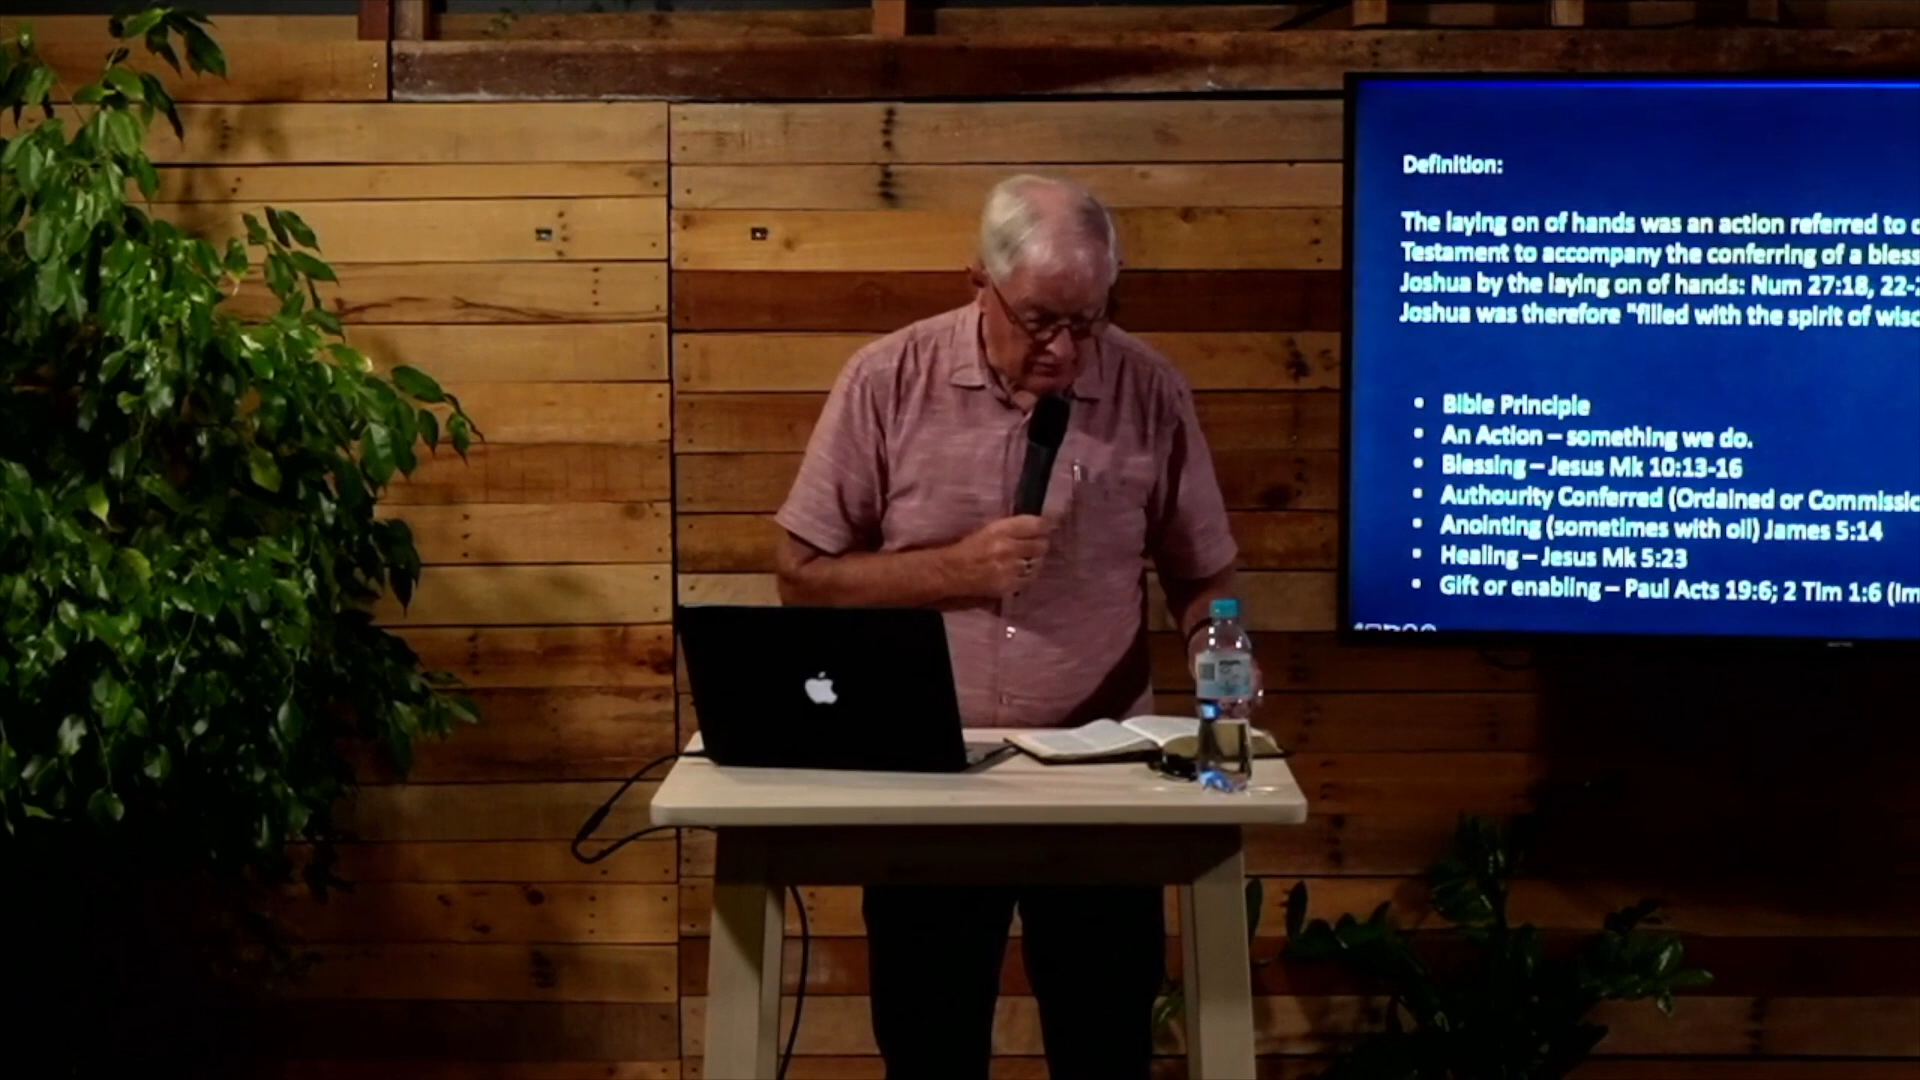 Definition:
The laying on of hands was an action referred to
Testament to accompany the conferring of a
Joshua by the laying on of hands: Num 27:18, 22-
Joshua was therefore "filled with the spirit of
• Bible Principle
• An Action – something we do.
• Blessing – Jesus Mk 10:13-16
• Authourity Conferred (Ordained or
• Anointing (sometimes with oil) James 5:14
• Healing – Jesus Mk 5:23
• Gift or enabling – Paul Acts 19:6; 2 Tim 1:6